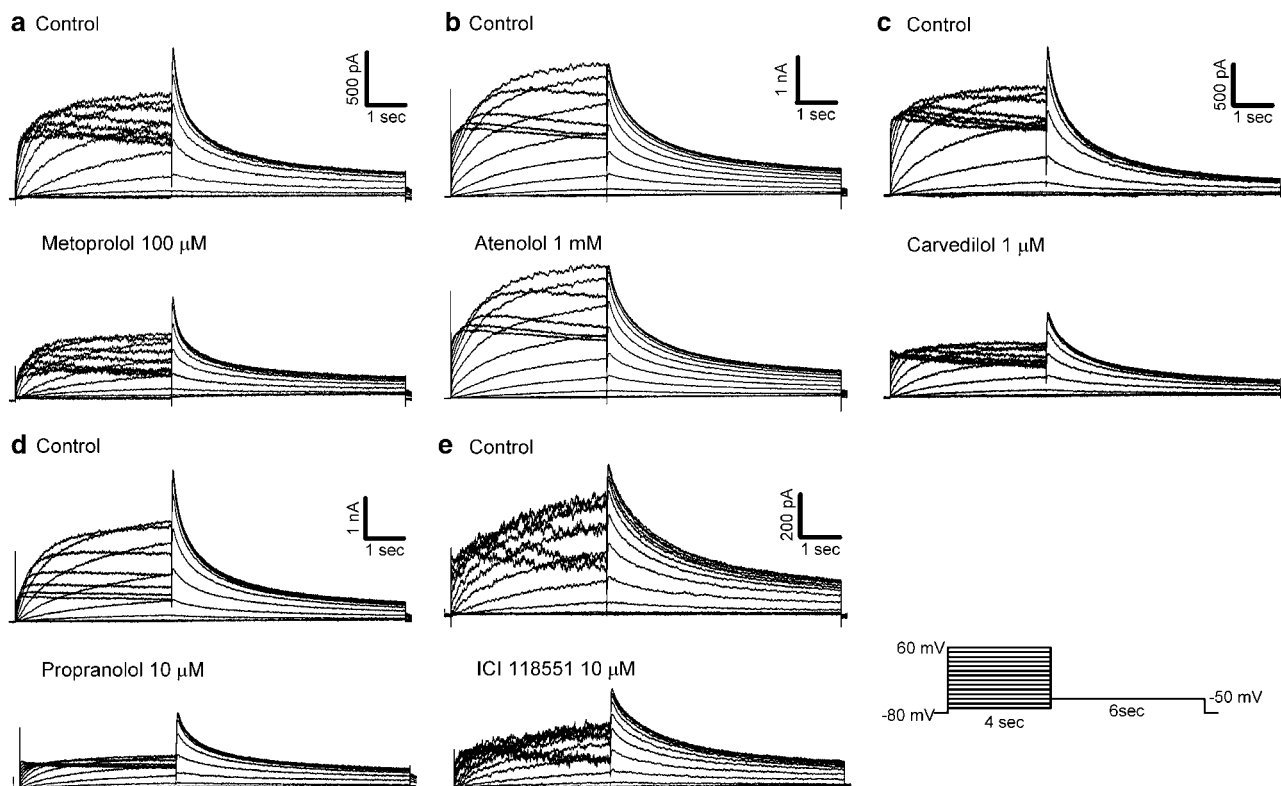 a Control
500 pA
1 sec
b Control
1 nA
1 sec
c Control
500 pA
1 sec
Metoprolol 100 μM
Atenolol 1 mM
Carvedilol 1 μM
d Control
1 nA
1 sec
e Control
200 pA
1 sec
Propranolol 10 μM
ICI 118551 10 μM
60 mV
-80 mV
4 sec
6sec
-50 mV